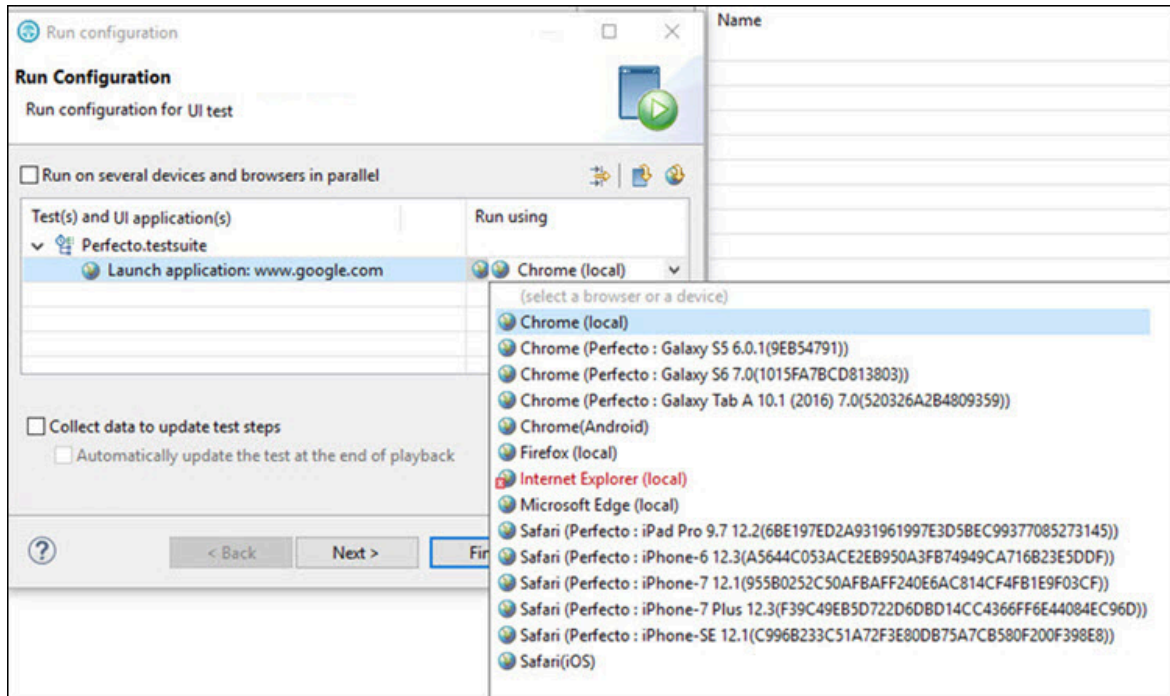 Run configuration
Name
Run Configuration
Run configuration for UI test
Run on several devices and browsers in parallel
Test(s) and UI application(s)
Run using
Perfecto.testsuite
Launch application: www.google.com
Chrome (local)
(select a browser or a device)
Chrome (local)
Chrome (Perfecto : Galaxy S5 6.0.1(9EB54791))
Chrome (Perfecto : Galaxy S6 7.0(1015FA7BCD813803))
Chrome (Perfecto : Galaxy Tab A 10.1 (2016) 7.0(520326A2B4809359))
Chrome(Android)
Firefox (local)
Internet Explorer (local)
Microsoft Edge (local)
Safari (Perfecto : iPad Pro 9.7 12.2(6BE197ED2A931961997E3D5BEC99377085273145))
Safari (Perfecto : iPhone-6 12.3(A5644C053ACE2EB950A3FB74949CA716B23E5DDF))
Safari (Perfecto : iPhone-7 12.1(955B0252C50AFBAFF240E6AC814CF4FB1E9F03CF))
Safari (Perfecto : iPhone-7 Plus 12.3(F39C49EB5D722D6DBD14CC4366FF6E44084EC96D))
Safari (Perfecto : iPhone-SE 12.1(C996B233C51A72F3E80DB75A7CB580F200F398E8))
Safari(iOS)
Collect data to update test steps
Automatically update the test at the end of playback
?
< Back
Next >
Fin